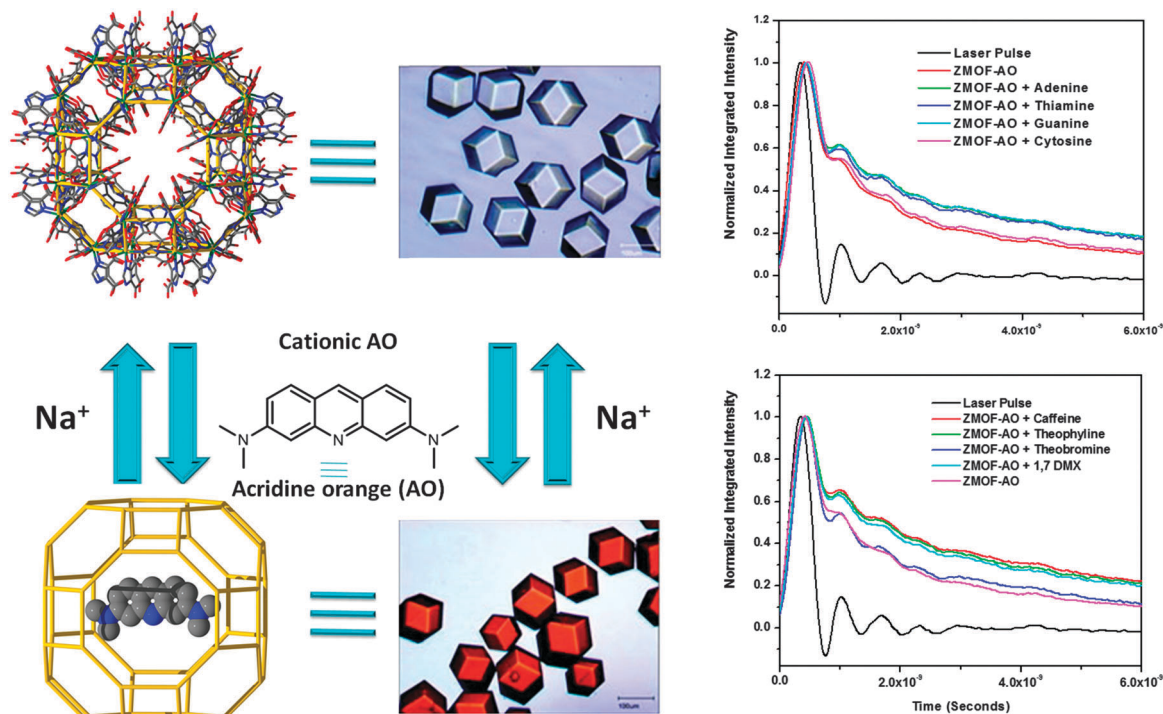 Cationic AO
N
N
N
Acridine orange (AO)
Na⁺
Na⁺
100µm
Normalized Integrated Intensity
1.2
1.0
0.8
0.6
0.4
0.2
0.0
Laser Pulse
ZMOF-AO
ZMOF-AO + Adenine
ZMOF-AO + Thiamine
ZMOF-AO + Guanine
ZMOF-AO + Cytosine
0.0
2.0x10⁻⁹
4.0x10⁻⁹
6.0x10⁻⁹
Normalized Integrated Intensity
1.2
1.0
0.8
0.6
0.4
0.2
0.0
Laser Pulse
ZMOF-AO + Caffeine
ZMOF-AO + Theophyline
ZMOF-AO + Theobromine
ZMOF-AO + 1,7 DMX
ZMOF-AO
0.0
2.0x10⁻⁹
4.0x10⁻⁹
6.0x10⁻⁹
Time (Seconds)